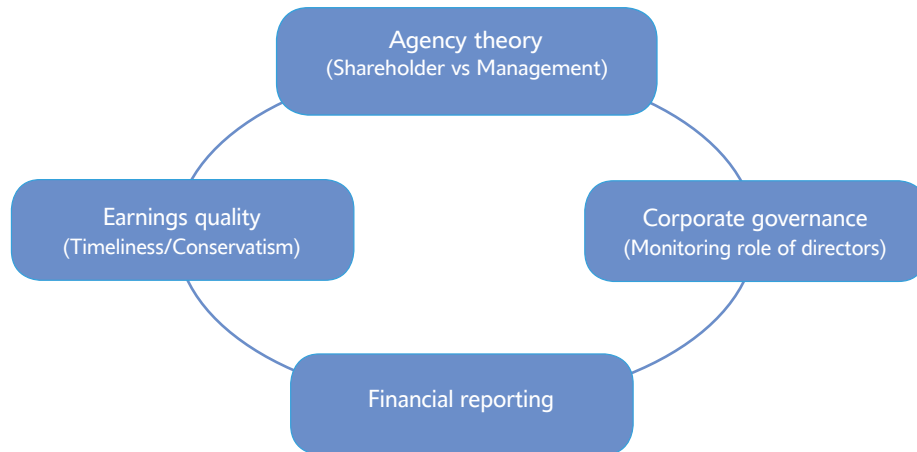 Agency theory
(Shareholder vs Management)
Earnings quality
(Timeliness/Conservatism)
Corporate governance
(Monitoring role of directors)
Financial reporting